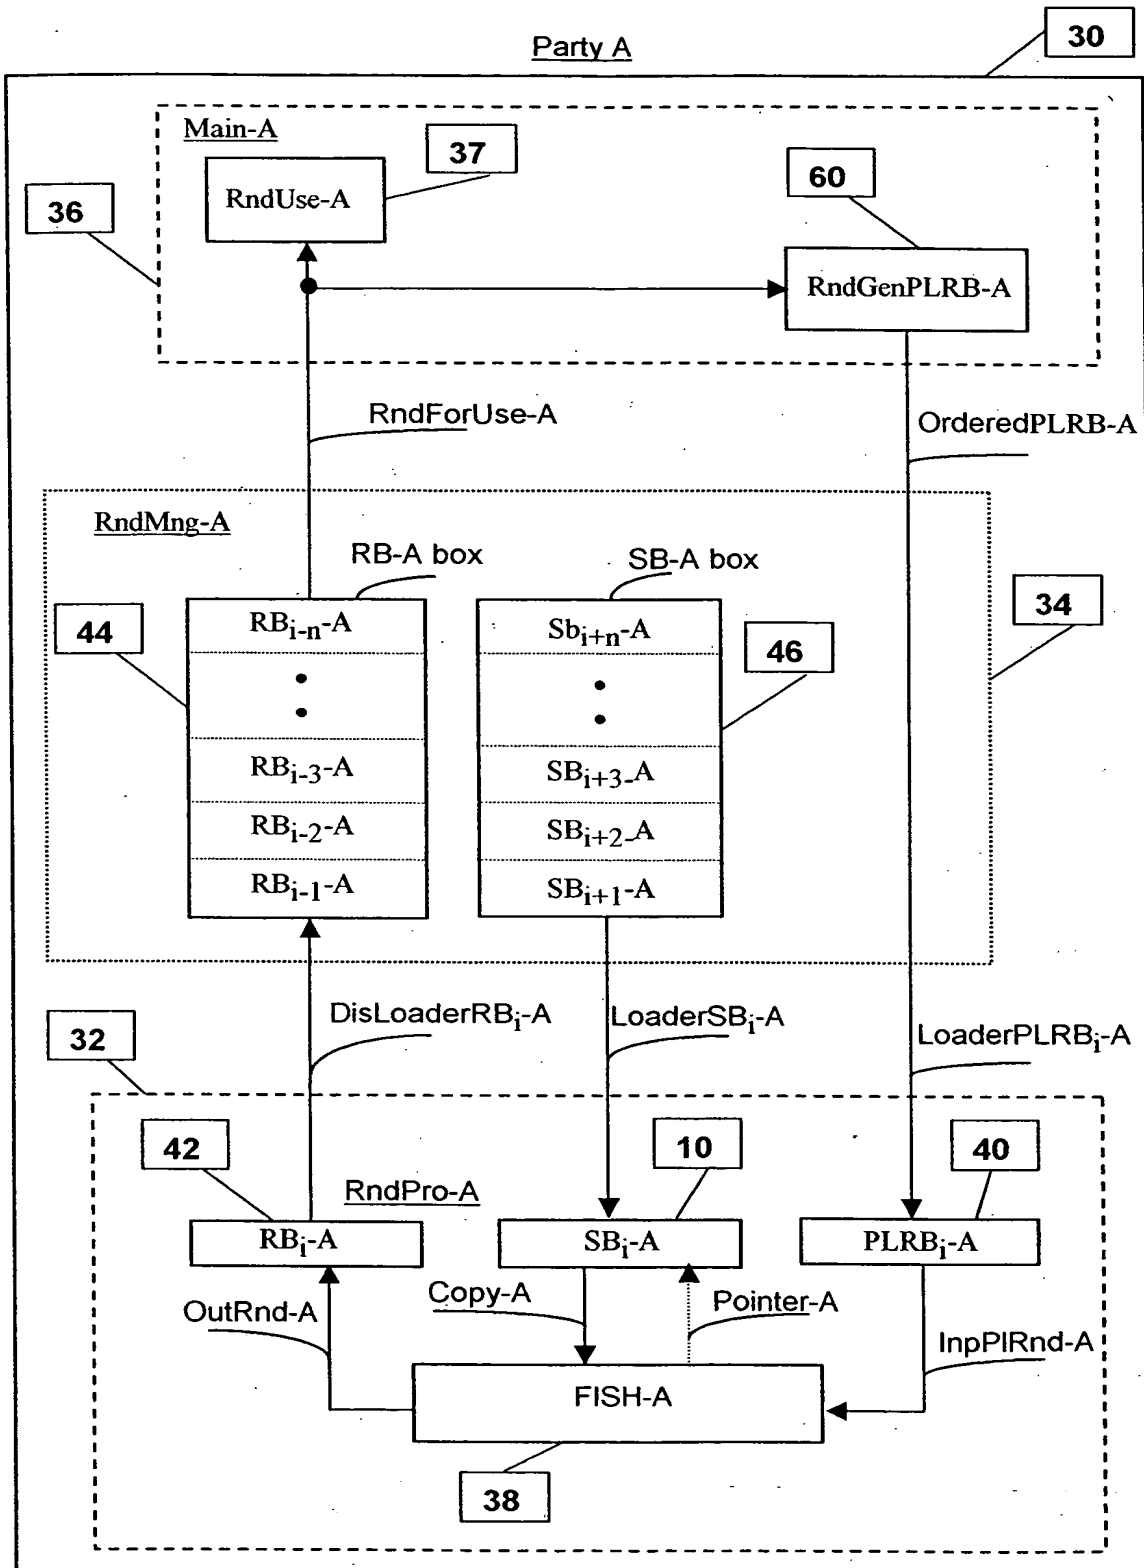 Party A
30
Main-A
37
RndUse-A
60
36
RndGenPLRB-A
RndForUse-A
OrderedPLRB-A
RndMng-A
RB-A box
SB-A box
34
44
RBi-n-A
Sbi+n-A
46
RBi-3-A
SBi+3-A
RBi-2-A
SBi+2-A
RBi-1-A
SBi+1-A
DisLoaderRBi-A
LoaderSBi-A
LoaderPLRBi-A
32
42
10
40
RndPro-A
RBi-A
SBi-A
PLRBi-A
OutRnd-A
Copy-A
Pointer-A
InpPlRnd-A
FISH-A
38